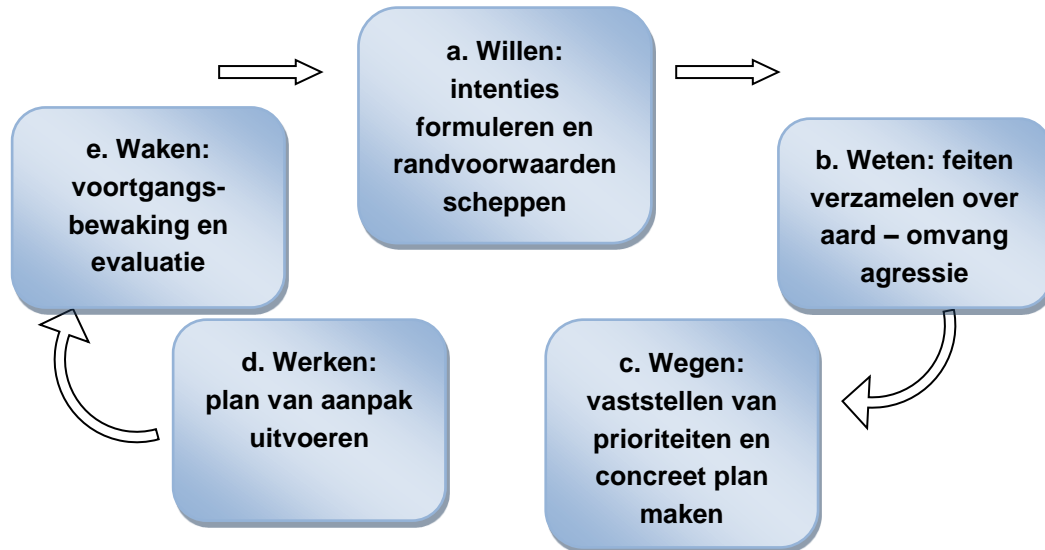 a. Willen:
intenties
formuleren en
randvoorwaarden
scheppen
b. Weten: feiten
verzamelen over
aard – omvang
agressie
c. Wegen:
vaststellen van
prioriteiten en
concreet plan
maken
d. Werken:
plan van aanpak
uitvoeren
e. Waken:
voortgangs-
bewaking en
evaluatie